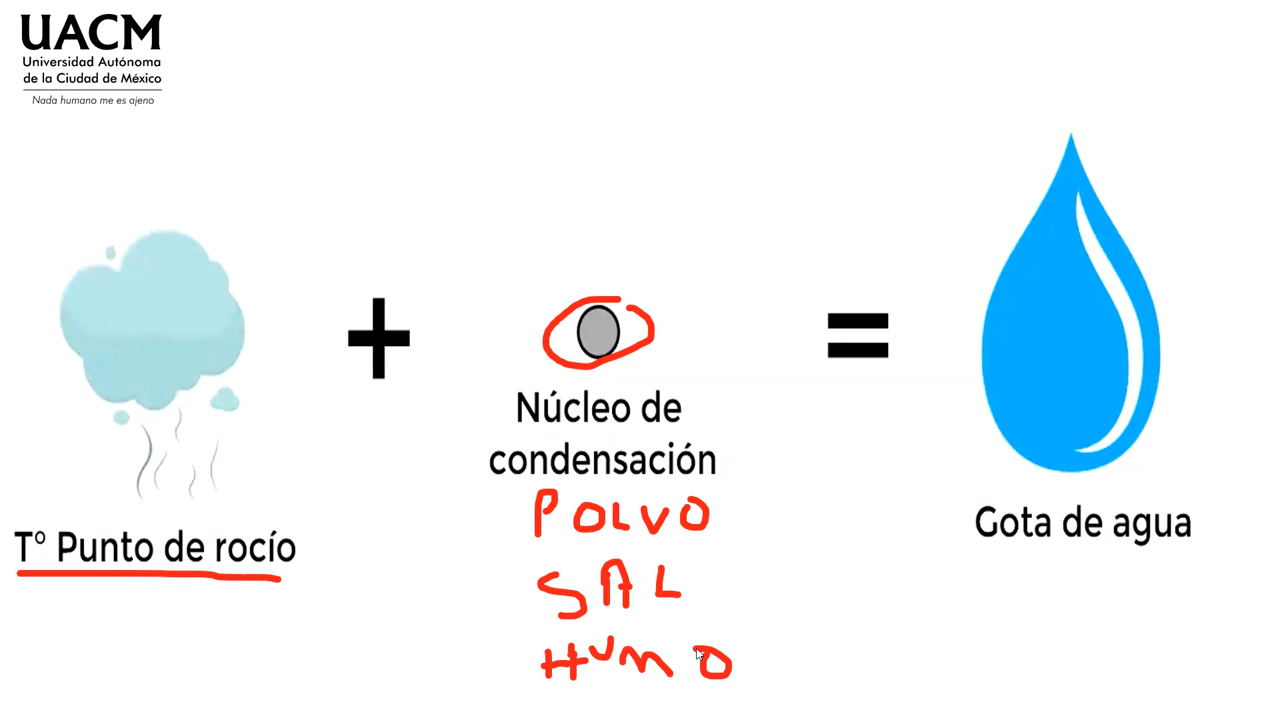 UACM
Universidad Autónoma
de la Ciudad de México
Nada humano me es ajeno
T° Punto de rocío
+
Núcleo de
condensación
POLVO
SAL
HUMO
=
Gota de agua